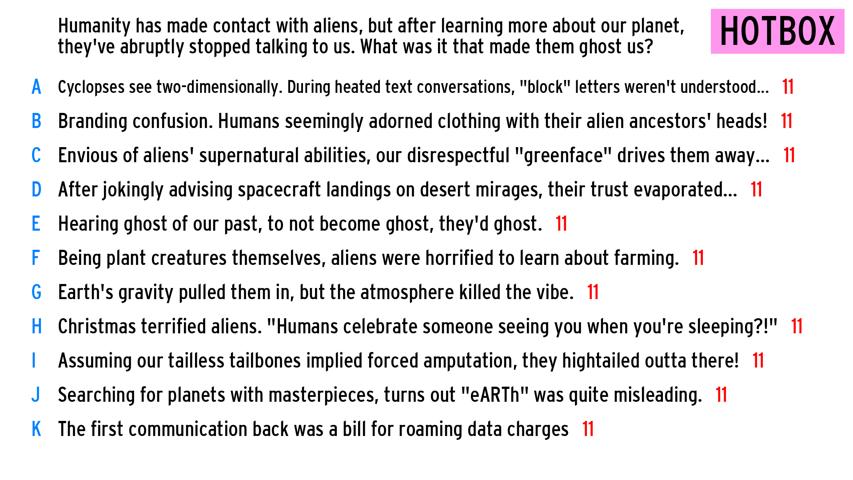 Humanity has made contact with aliens, but after learning more about our planet,
they've abruptly stopped talking to us. What was it that made them ghost us?
HOTBOX
A Cyclopses see two-dimensionally. During heated text conversations, "block" letters weren't understood... 11
B Branding confusion. Humans seemingly adorned clothing with their alien ancestors' heads! 11
C Envious of aliens' supernatural abilities, our disrespectful "greenface" drives them away... 11
D After jokingly advising spacecraft landings on desert mirages, their trust evaporated... 11
E Hearing ghost of our past, to not become ghost, they'd ghost. 11
F Being plant creatures themselves, aliens were horrified to learn about farming. 11
G Earth's gravity pulled them in, but the atmosphere killed the vibe. 11
H Christmas terrified aliens. "Humans celebrate someone seeing you when you're sleeping?!" 11
I Assuming our tailless tailbones implied forced amputation, they hightailed outta there! 11
J Searching for planets with masterpieces, turns out "eARTh" was quite misleading. 11
K The first communication back was a bill for roaming data charges 11